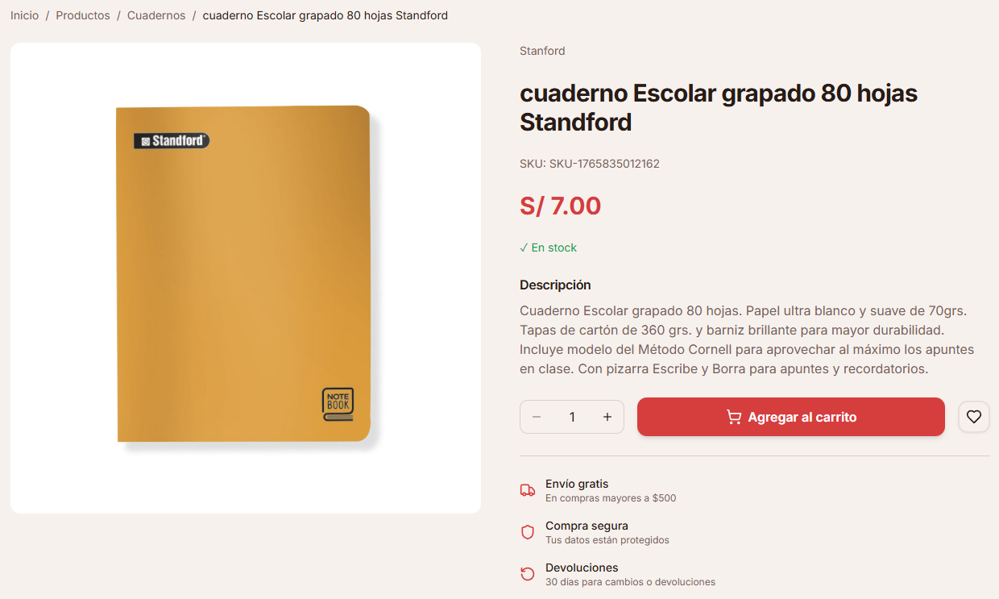 Inicio / Productos / Cuadernos / cuaderno Escolar grapado 80 hojas Standford
Standford
NOTE
BOOK
Stanford
cuaderno Escolar grapado 80 hojas
Standford
SKU: SKU-1765835012162
S/ 7.00
✓ En stock
Descripción
Cuaderno Escolar grapado 80 hojas. Papel ultra blanco y suave de 70grs.
Tapas de cartón de 360 grs. y barniz brillante para mayor durabilidad.
Incluye modelo del Método Cornell para aprovechar al máximo los apuntes
en clase. Con pizarra Escribe y Borra para apuntes y recordatorios.
− 1 +
Agregar al carrito
Envío gratis
En compras mayores a $500
Compra segura
Tus datos están protegidos
Devoluciones
30 días para cambios o devoluciones